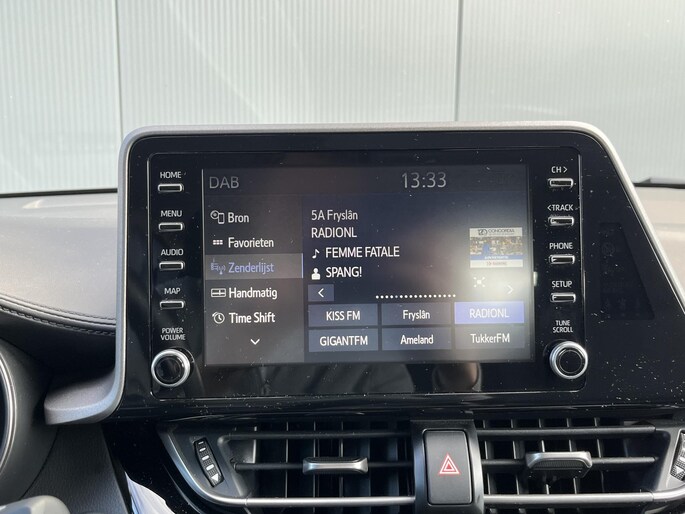 HOME
MENU
AUDIO
MAP
POWER
VOLUME
DAB
13:33
Bron
Favorieten
Zenderlijst
Handmatig
Time Shift
5A Fryslân
RADIONL
FEMME FATALE
SPANG!
CONCORDIA
KISS FM
Fryslân
RADIONL
GIGANTFM
Ameland
TukkerFM
CH >
< TRACK
PHONE
SETUP
TUNE
SCROLL